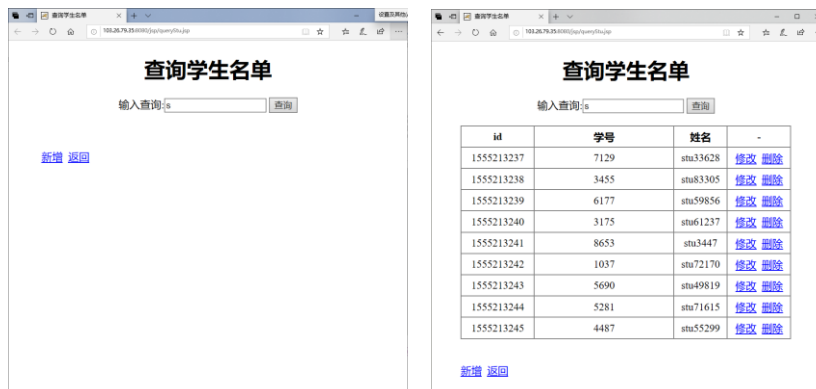 查询学生名单
设置及其他
103.26.79.35:8080/jsp/queryStu.jsp
查询学生名单
输入查询:s 查询
新增 返回
查询学生名单
103.26.79.35:8080/jsp/queryStu.jsp
查询学生名单
输入查询:s 查询
id 学号 姓名 -
1555213237 7129 stu33628 修改 删除
1555213238 3455 stu83305 修改 删除
1555213239 6177 stu59856 修改 删除
1555213240 3175 stu61237 修改 删除
1555213241 8653 stu3447 修改 删除
1555213242 1037 stu72170 修改 删除
1555213243 5690 stu49819 修改 删除
1555213244 5281 stu71615 修改 删除
1555213245 4487 stu55299 修改 删除
新增 返回